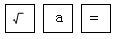 √ a =